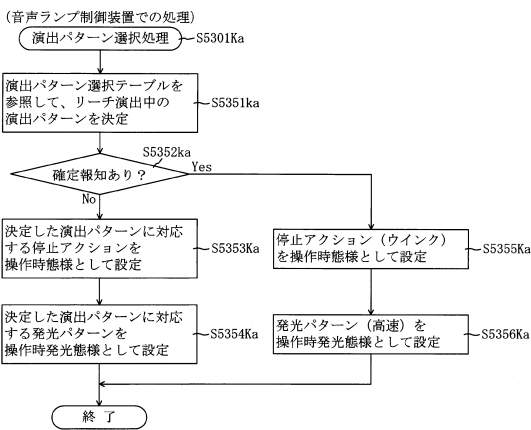 (音声ランプ制御装置での処理)
演出パターン選択処理
S5301Ka
演出パターン選択テーブルを
参照して、リーチ演出中の
演出パターンを決定
S5351ka
確定報知あり？
S5352ka
Yes
No
決定した演出パターンに対応
する停止アクションを
操作時態様として設定
S5353Ka
停止アクション（ウインク）
を操作時態様として設定
S5355Ka
決定した演出パターンに対応
する発光パターンを
操作時発光態様として設定
S5354Ka
発光パターン（高速）を
操作時発光態様として設定
S5356Ka
終了